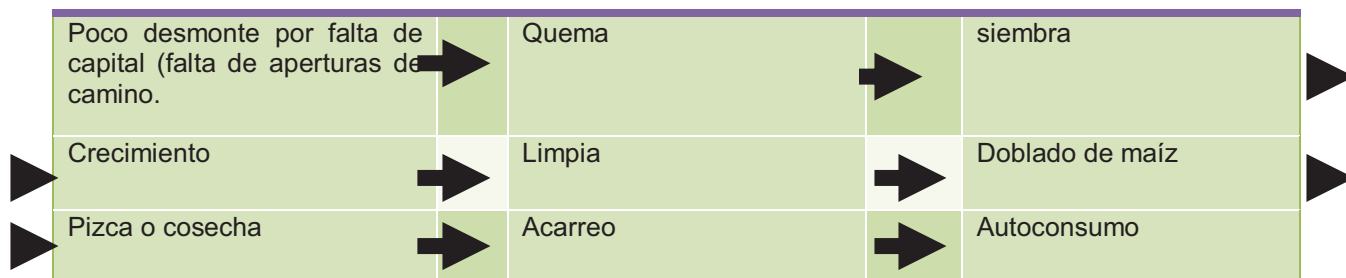 Poco desmonte por falta de
capital (falta de aperturas de
camino.
Quema
siembra
Crecimiento
Limpia
Doblado de maíz
Pizca o cosecha
Acarreo
Autoconsumo